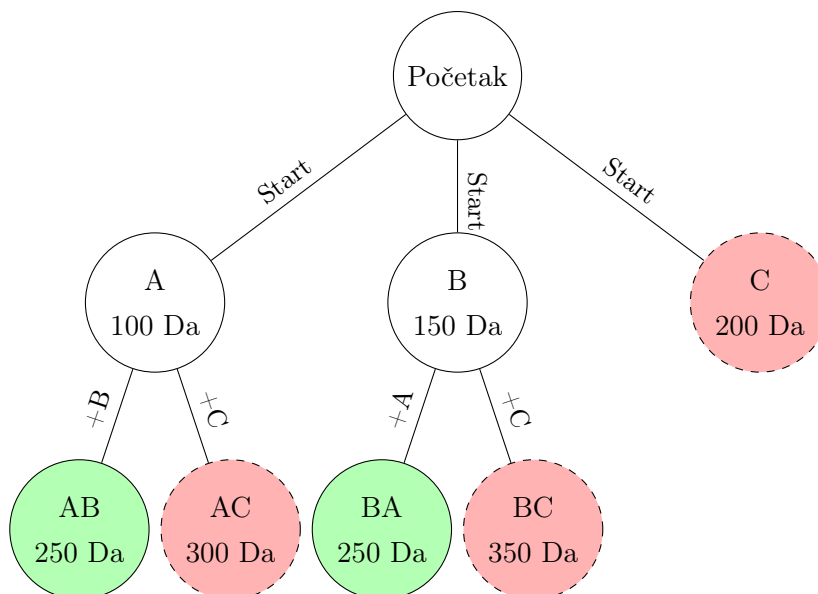 Početak
Start
Start
Start
A
100 Da
B
150 Da
C
200 Da
+B
+C
+A
+C
AB
250 Da
AC
300 Da
BA
250 Da
BC
350 Da